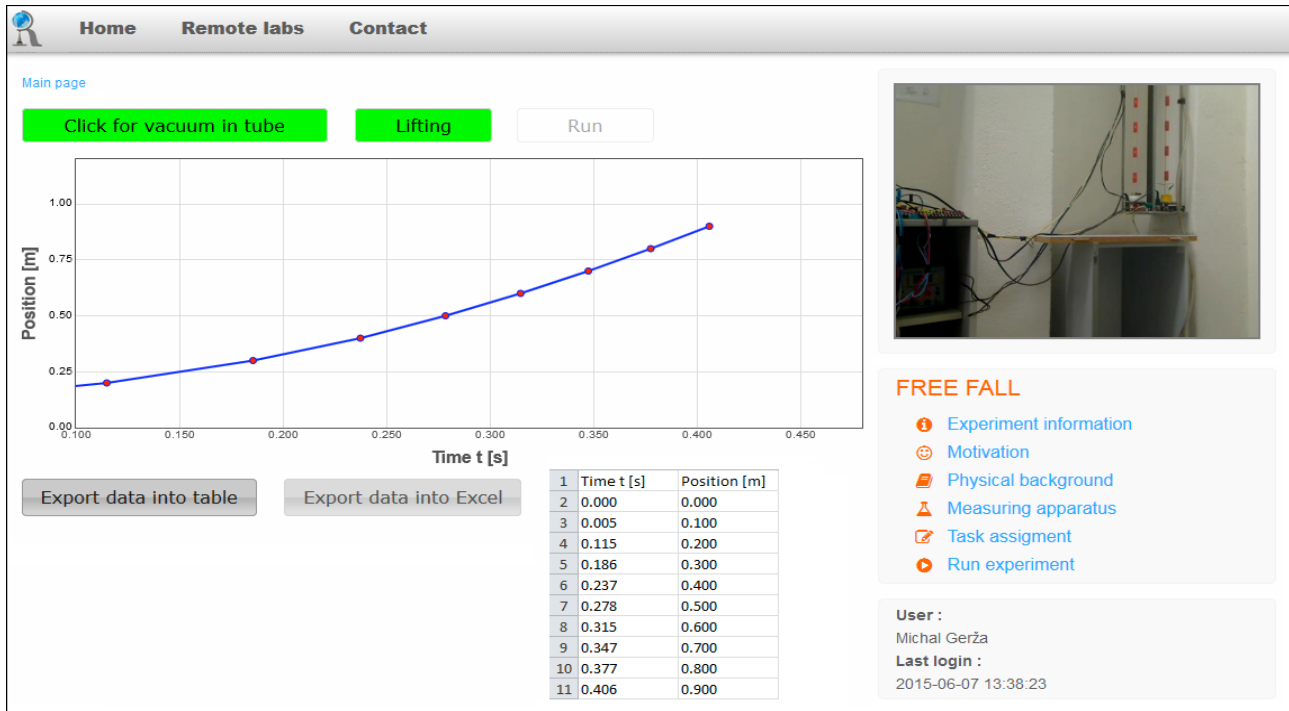 Home Remote labs Contact
Main page
Click for vacuum in tube Lifting Run
1.00
0.75
0.50
0.25
0.00
Position [m]
0.100 0.150 0.200 0.250 0.300 0.350 0.400 0.450
Time t [s]
Export data into table Export data into Excel
1 Time t [s] Position [m]
2 0.000 0.000
3 0.005 0.100
4 0.115 0.200
5 0.186 0.300
6 0.237 0.400
7 0.278 0.500
8 0.315 0.600
9 0.347 0.700
10 0.377 0.800
11 0.406 0.900
FREE FALL
Experiment information
Motivation
Physical background
Measuring apparatus
Task assigment
Run experiment
User :
Michal Gerža
Last login :
2015-06-07 13:38:23